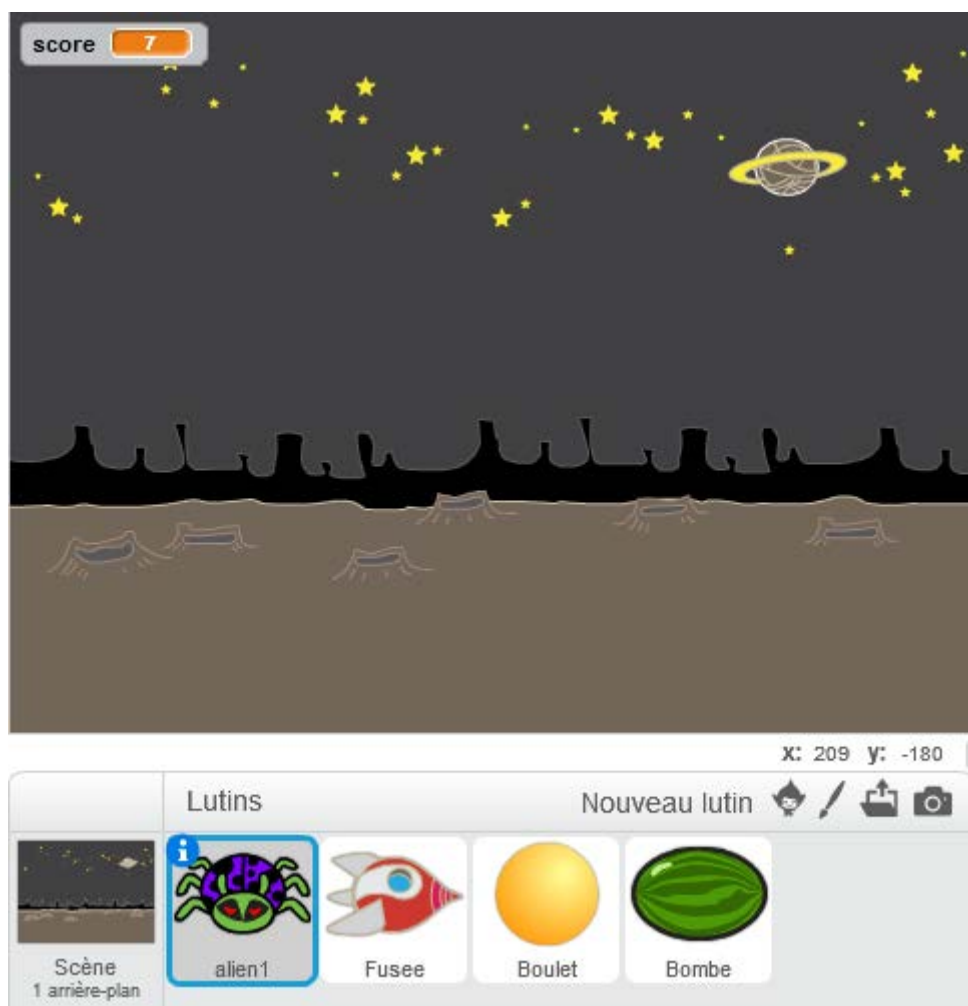 score 7
x: 209 y: -180
Lutins Nouveau lutin
Scène
1 arrière-plan
alien1 Fusee Boulet Bombe